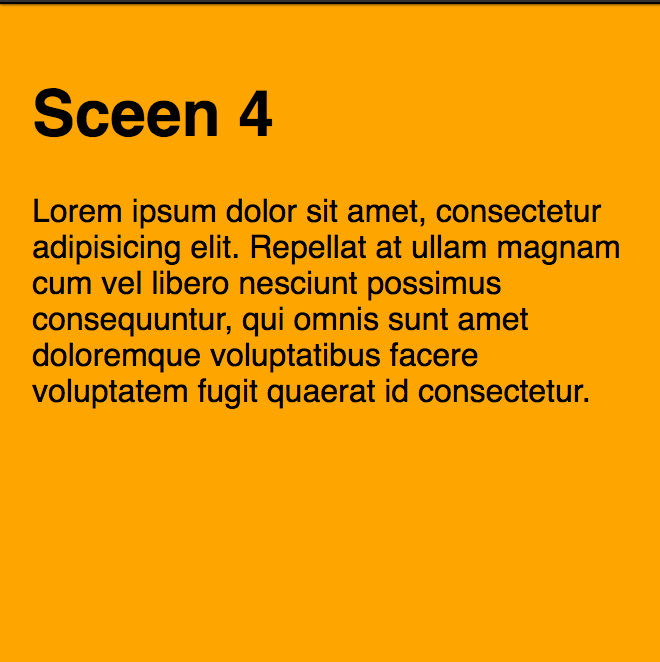 Sceen 4
Lorem ipsum dolor sit amet, consectetur
adipisicing elit. Repellat at ullam magnam
cum vel libero nesciunt possimus
consequuntur, qui omnis sunt amet
doloremque voluptatibus facere
voluptatem fugit quaerat id consectetur.